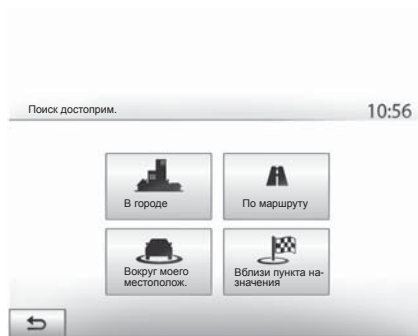 Поиск достоприм.
10:56
В городе
По маршруту
Вокруг моего
местополож.
Вблизи пункта на-
значения